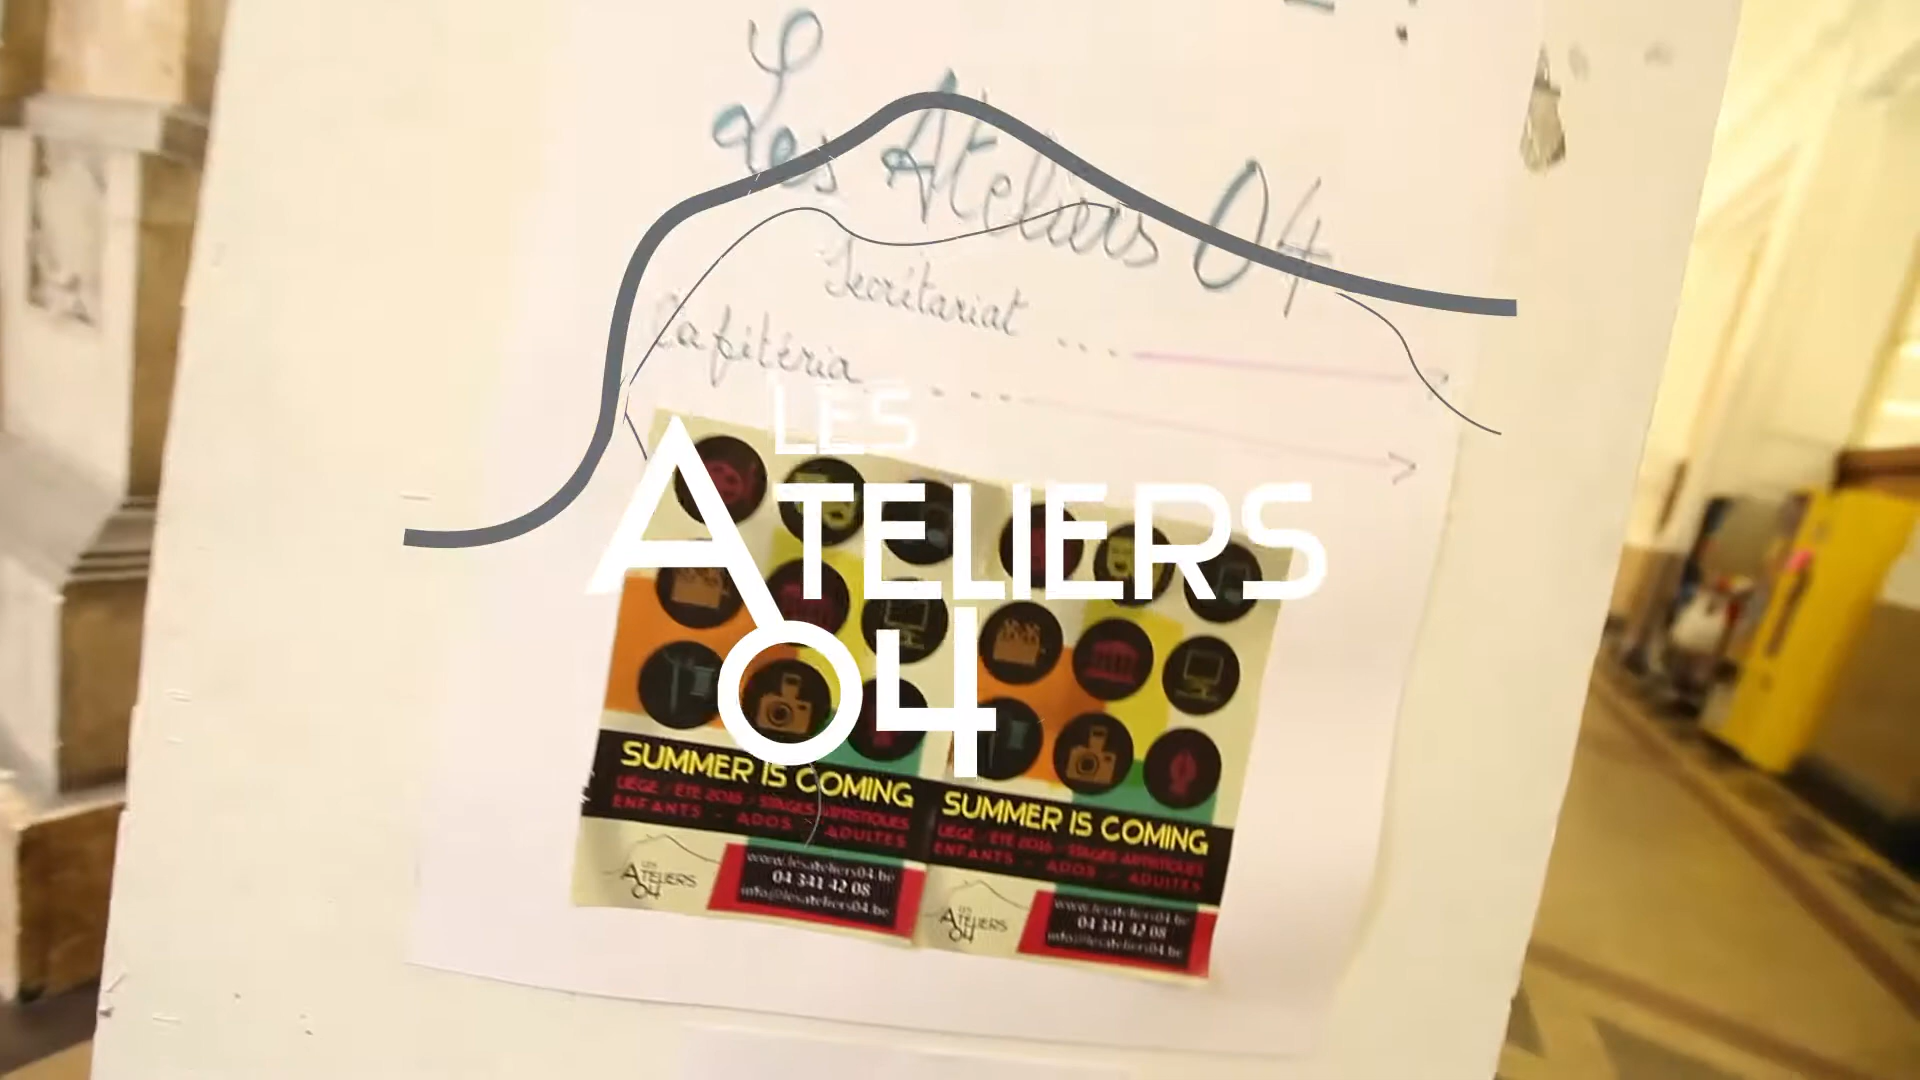 Les Ateliers 04
Secrétariat ...
Cafitéria ...
LES
ATELIERS
04
SUMMER IS COMING
LIÈGE / ÉTÉ 2016 / STAGES ARTISTIQUES
ENFANTS - ADOS - ADULTES
LES
ATELIERS
04
www.lesateliers04.be
04 341 42 08
info@lesateliers04.be
SUMMER IS COMING
LIÈGE / ÉTÉ 2016 / STAGES ARTISTIQUES
ENFANTS - ADOS - ADULTES
LES
ATELIERS
04
www.lesateliers04.be
04 341 42 08
info@lesateliers04.be